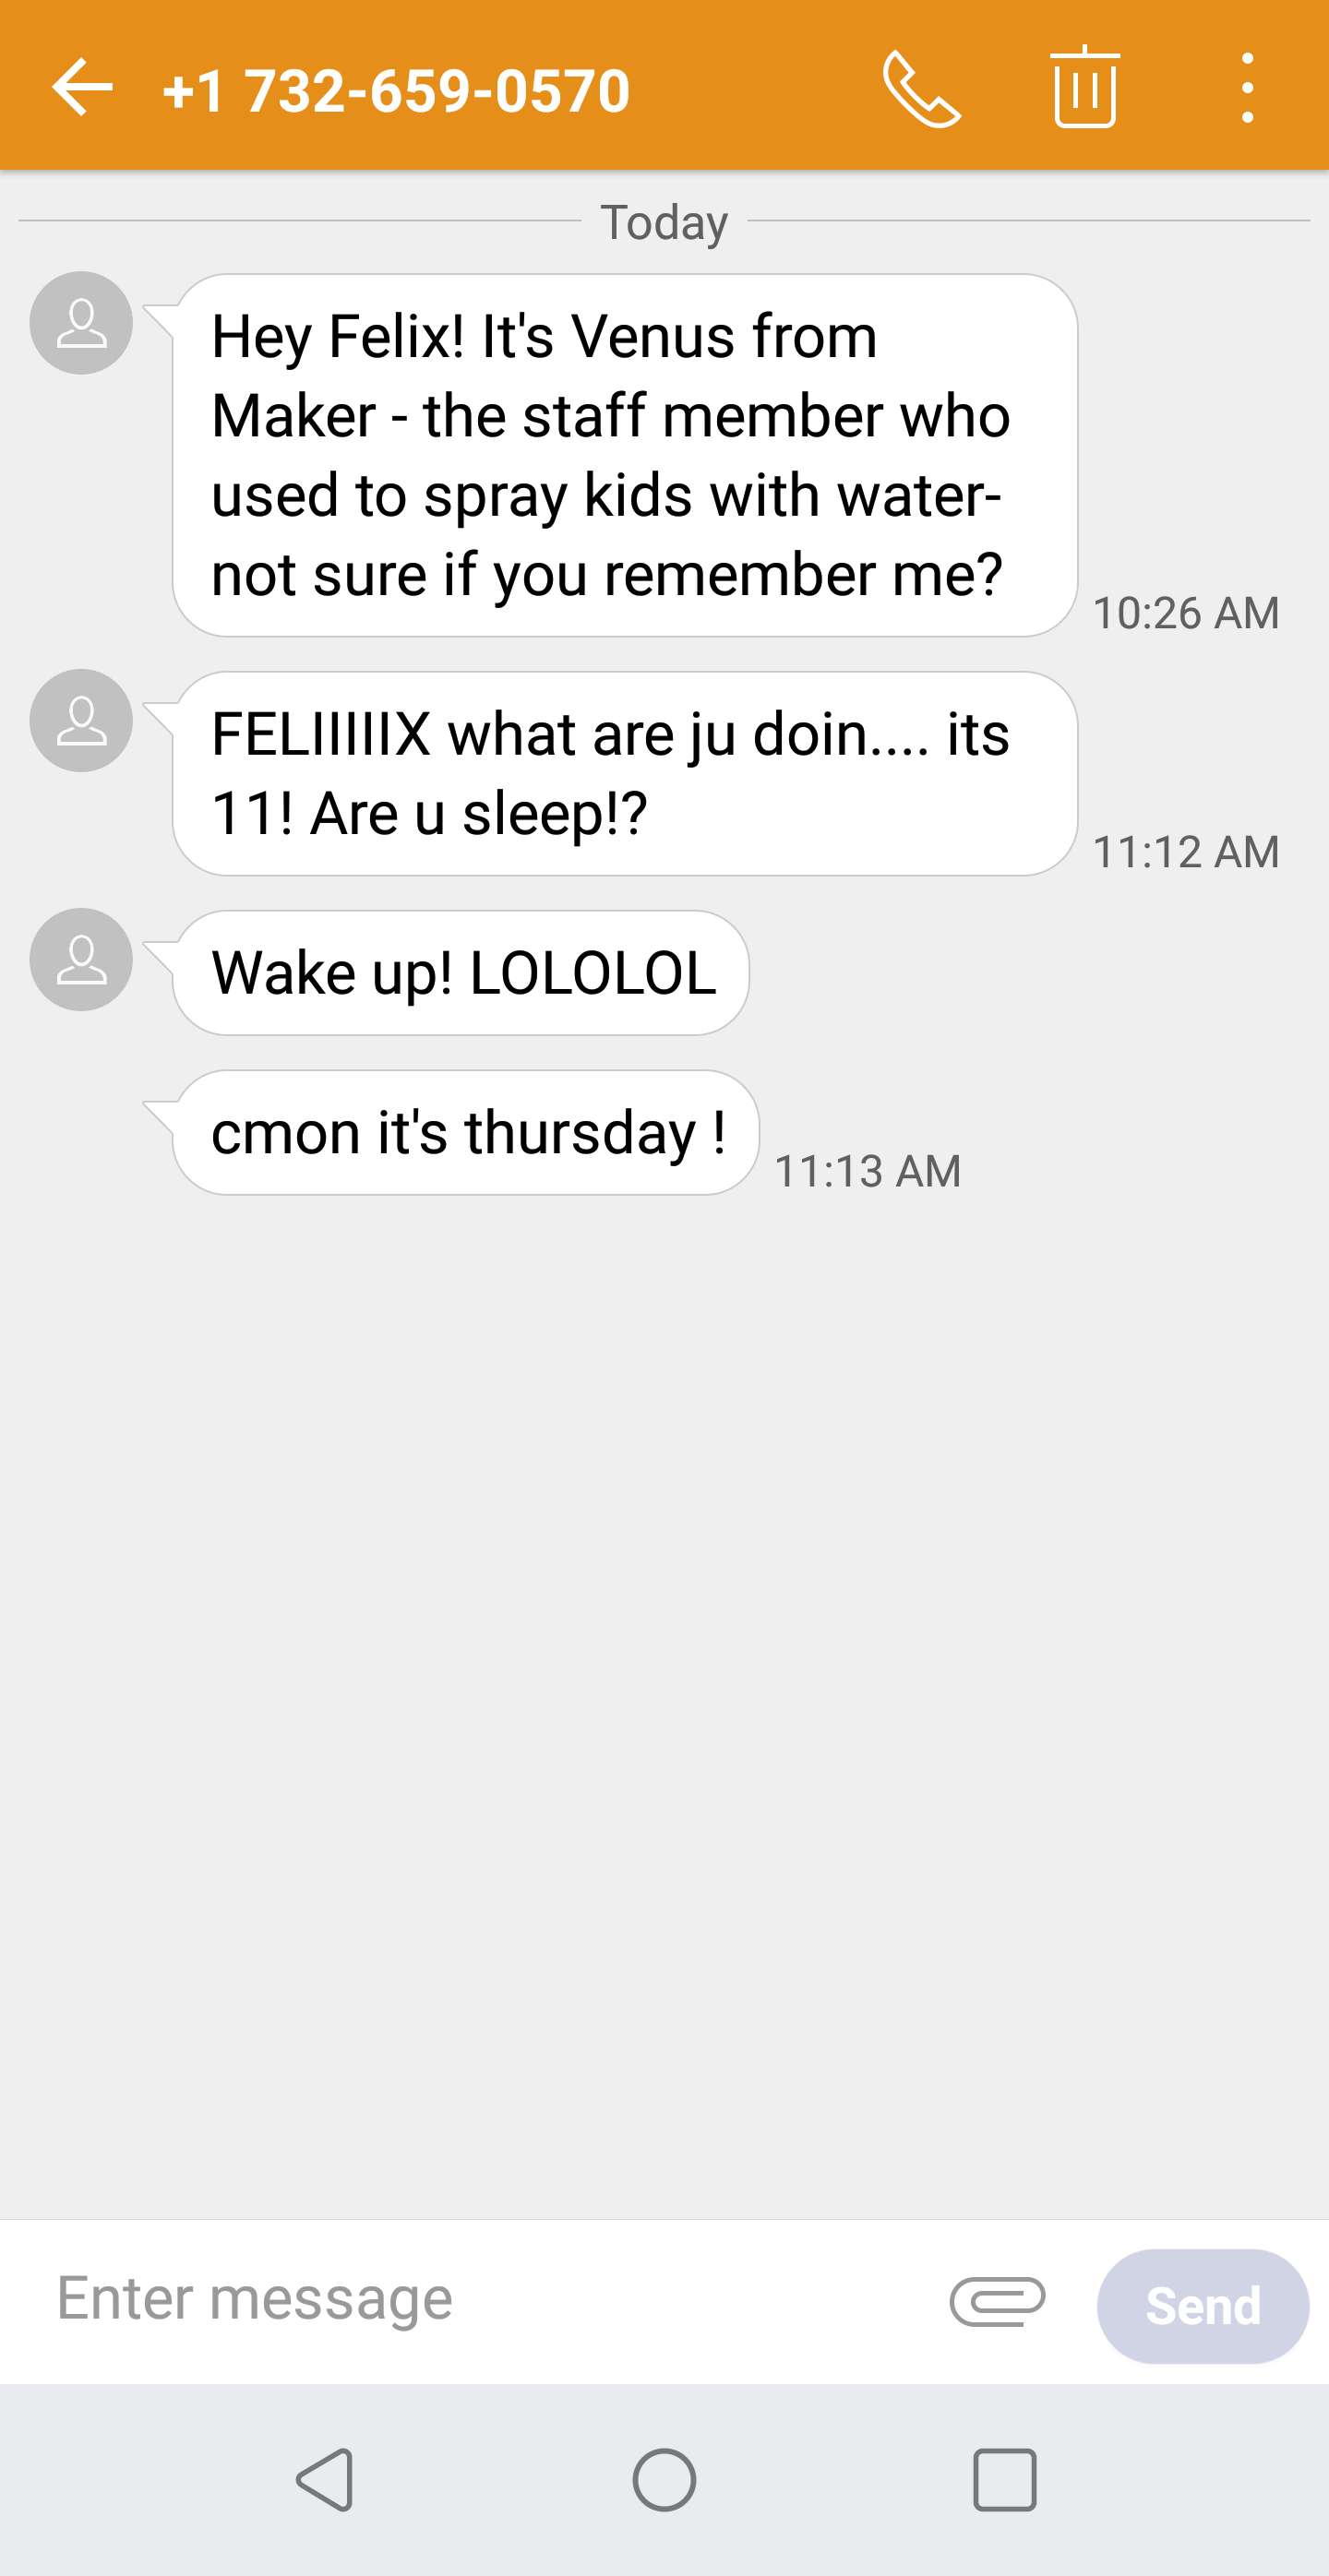 +1 732-659-0570
Today
Hey Felix! It's Venus from
Maker - the staff member who
used to spray kids with water-
not sure if you remember me?
10:26 AM
FELIIIIIX what are ju doin.... its
11! Are u sleep!?
11:12 AM
Wake up! LOLOLOL
cmon it's thursday !
11:13 AM
Enter message
Send